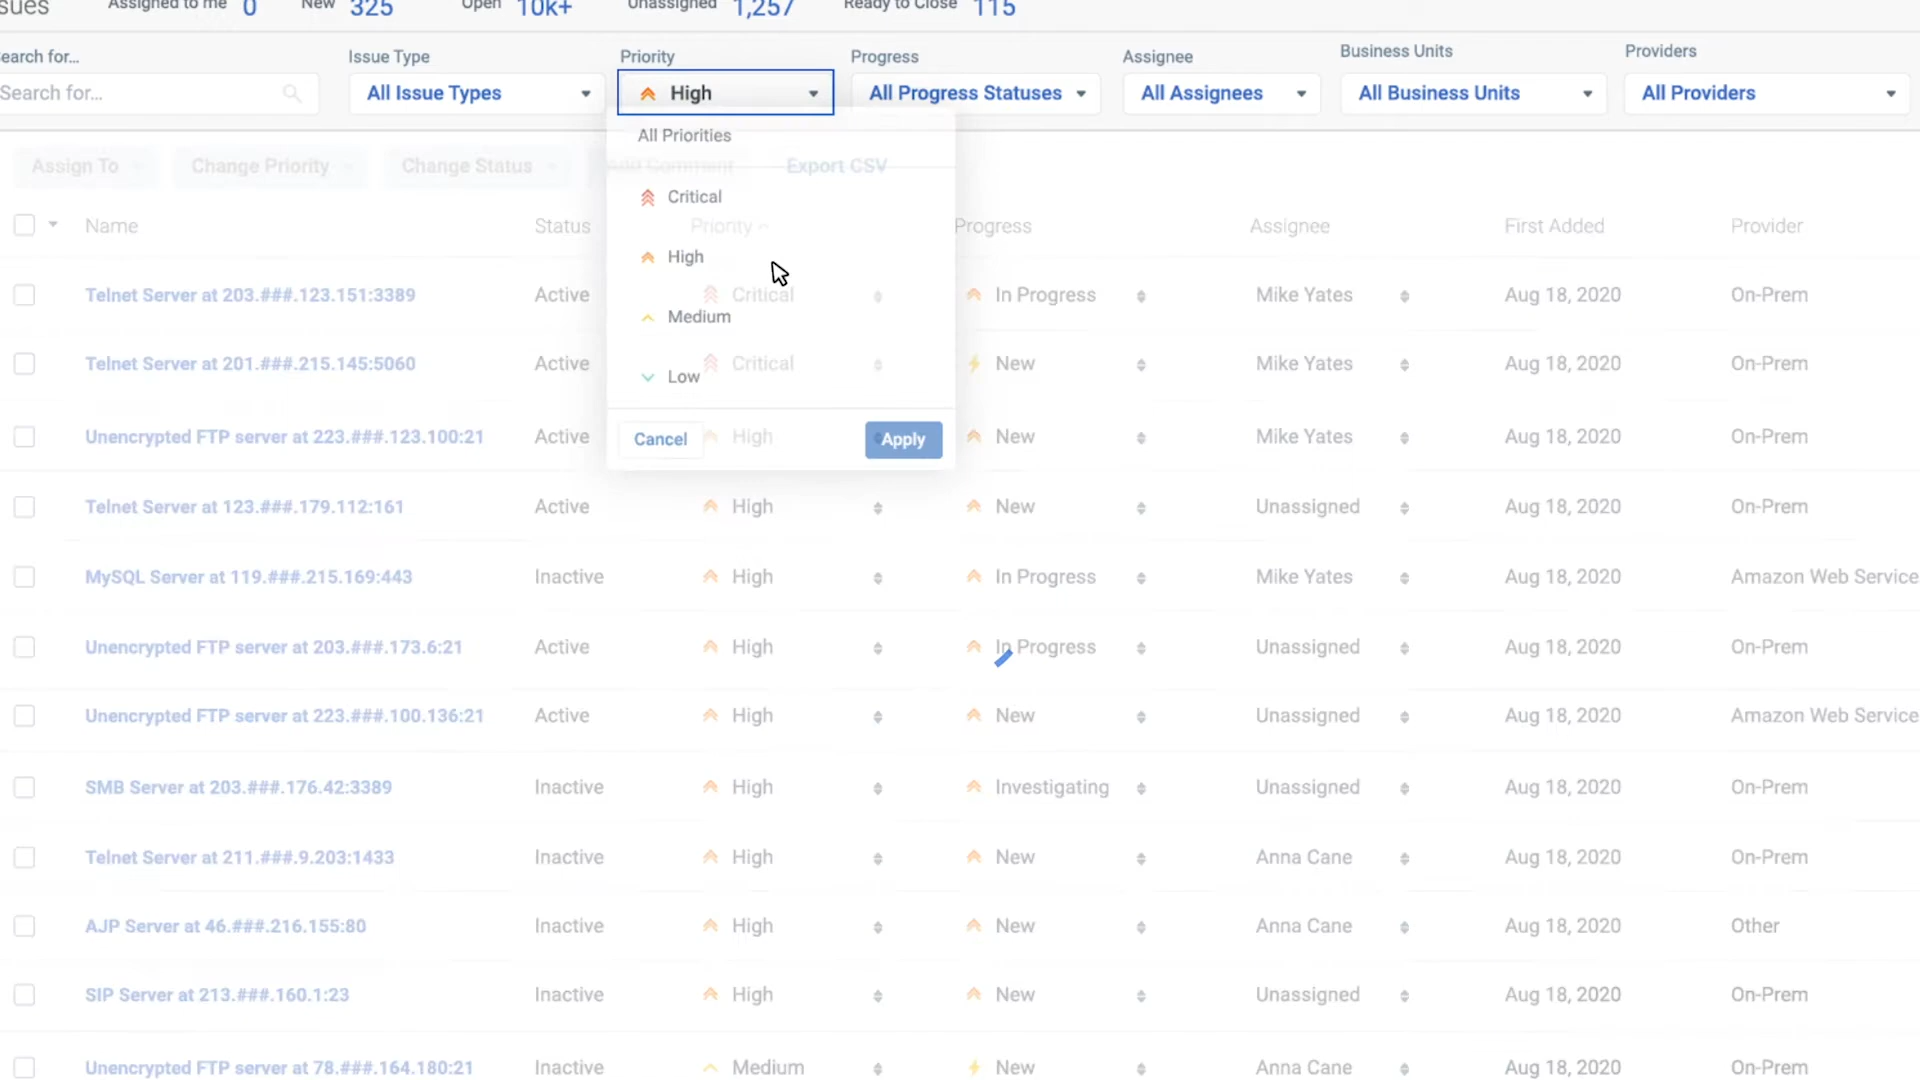 sues Assigned to me 0 New 325 Open 10k+ Unassigned 1,257 Ready to Close 115
earch for... Issue Type Priority Progress Assignee Business Units Providers
Search for... All Issue Types High All Progress Statuses All Assignees All Business Units All Providers
All Priorities
Assign To Change Priority Change Status Add Comment Export CSV
Critical
Name Status Priority Progress Assignee First Added Provider
High
Telnet Server at 203.###.123.151:3389 Active Critical In Progress Mike Yates Aug 18, 2020 On-Prem
Medium
Telnet Server at 201.###.215.145:5060 Active Critical New Mike Yates Aug 18, 2020 On-Prem
Low
Unencrypted FTP server at 223.###.123.100:21 Active High New Mike Yates Aug 18, 2020 On-Prem
Cancel Apply
Telnet Server at 123.###.179.112:161 Active High New Unassigned Aug 18, 2020 On-Prem
MySQL Server at 119.###.215.169:443 Inactive High In Progress Mike Yates Aug 18, 2020 Amazon Web Service
Unencrypted FTP server at 203.###.173.6:21 Active High In Progress Unassigned Aug 18, 2020 On-Prem
Unencrypted FTP server at 223.###.100.136:21 Active High New Unassigned Aug 18, 2020 Amazon Web Service
SMB Server at 203.###.176.42:3389 Inactive High Investigating Unassigned Aug 18, 2020 On-Prem
Telnet Server at 211.###.9.203:1433 Inactive High New Anna Cane Aug 18, 2020 On-Prem
AJP Server at 46.###.216.155:80 Inactive High New Anna Cane Aug 18, 2020 Other
SIP Server at 213.###.160.1:23 Inactive High New Unassigned Aug 18, 2020 On-Prem
Unencrypted FTP server at 78.###.164.180:21 Inactive Medium New Anna Cane Aug 18, 2020 On-Prem